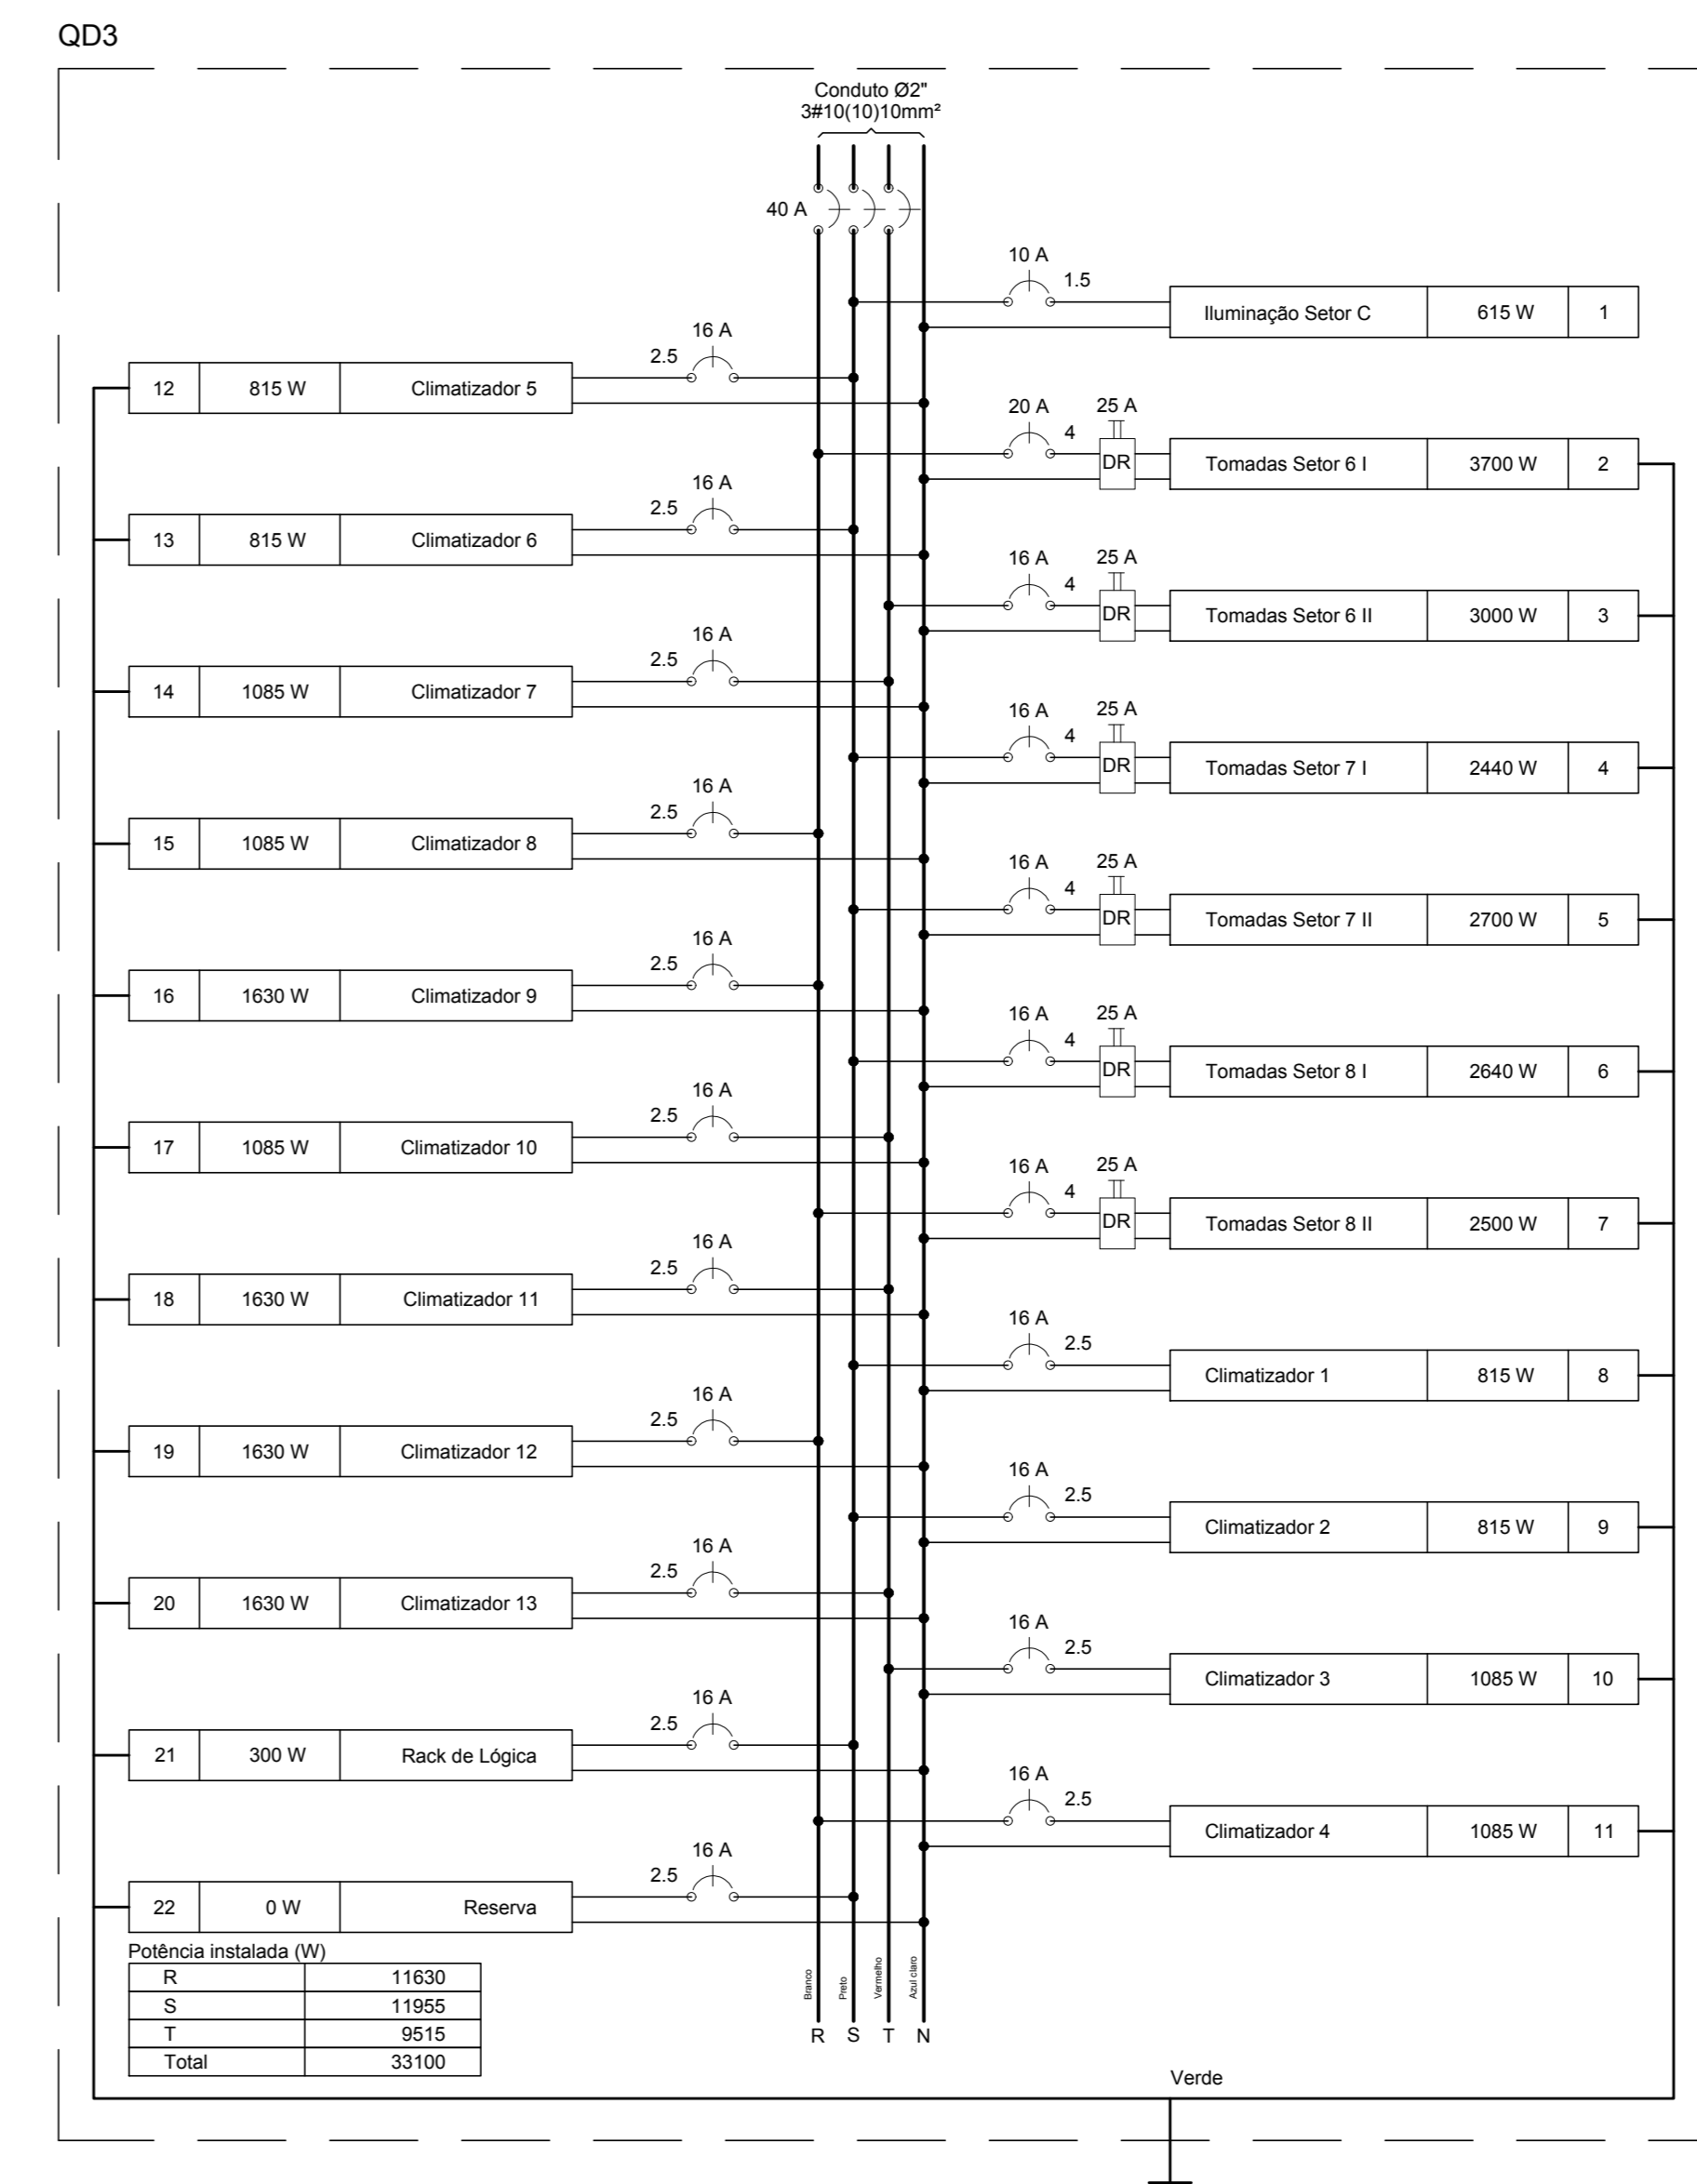 QD3
Conduto Ø2"
3#10(10)10mm²
40 A
10 A
1.5
Iluminação Setor C 615 W 1
16 A
2.5
12 815 W Climatizador 5
20 A 25 A
4
DR
Tomadas Setor 6 I 3700 W 2
16 A
2.5
13 815 W Climatizador 6
16 A 25 A
4
DR
Tomadas Setor 6 II 3000 W 3
16 A
2.5
14 1085 W Climatizador 7
16 A 25 A
4
DR
Tomadas Setor 7 I 2440 W 4
16 A
2.5
15 1085 W Climatizador 8
16 A 25 A
4
DR
Tomadas Setor 7 II 2700 W 5
16 A
2.5
16 1630 W Climatizador 9
16 A 25 A
4
DR
Tomadas Setor 8 I 2640 W 6
16 A
2.5
17 1085 W Climatizador 10
16 A 25 A
4
DR
Tomadas Setor 8 II 2500 W 7
16 A
2.5
18 1630 W Climatizador 11
16 A
2.5
Climatizador 1 815 W 8
16 A
2.5
19 1630 W Climatizador 12
16 A
2.5
Climatizador 2 815 W 9
16 A
2.5
20 1630 W Climatizador 13
16 A
2.5
Climatizador 3 1085 W 10
16 A
2.5
21 300 W Rack de Lógica
16 A
2.5
Climatizador 4 1085 W 11
16 A
2.5
22 0 W Reserva
Potência instalada (W)
R 11630
S 11955
T 9515
Total 33100
Branco
Preto
Vermelho
Azul claro
R S T N
Verde